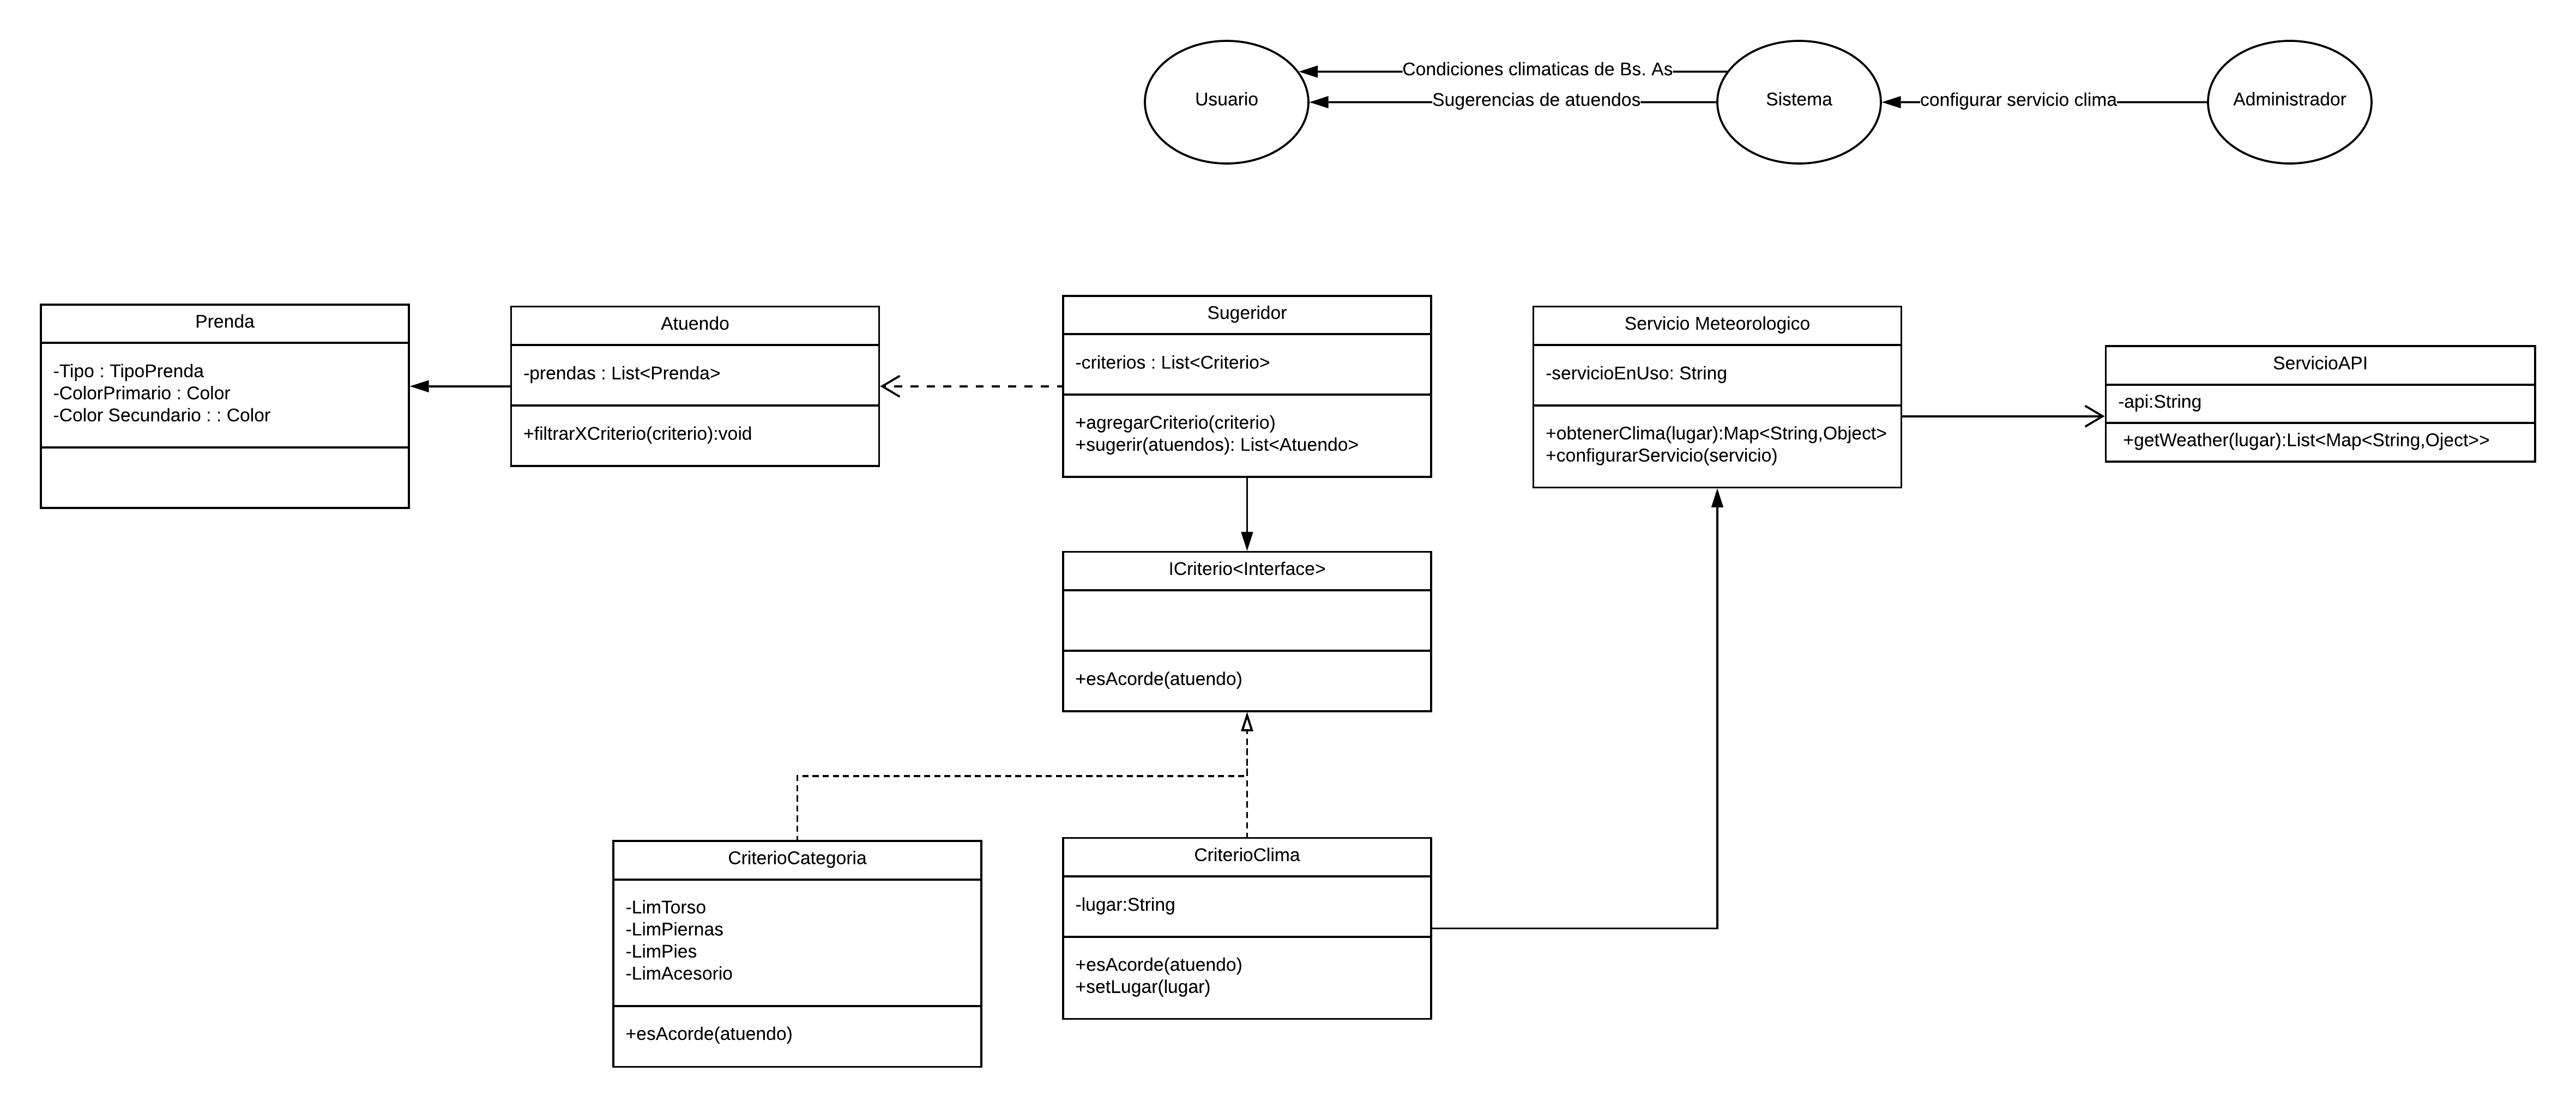 Condiciones climaticas de Bs. As
Usuario
Sugerencias de atuendos
Sistema
configurar servicio clima
Administrador
Prenda
-Tipo : TipoPrenda
-ColorPrimario : Color
-Color Secundario : : Color
Atuendo
-prendas : List<Prenda>
+filtrarXCriterio(criterio):void
Sugeridor
-criterios : List<Criterio>
+agregarCriterio(criterio)
+sugerir(atuendos): List<Atuendo>
Servicio Meteorologico
-servicioEnUso: String
+obtenerClima(lugar):Map<String,Object>
+configurarServicio(servicio)
ServicioAPI
-api:String
+getWeather(lugar):List<Map<String,Oject>>
ICriterio<Interface>
+esAcorde(atuendo)
CriterioCategoria
-LimTorso
-LimPiernas
-LimPies
-LimAcesorio
+esAcorde(atuendo)
CriterioClima
-lugar:String
+esAcorde(atuendo)
+setLugar(lugar)